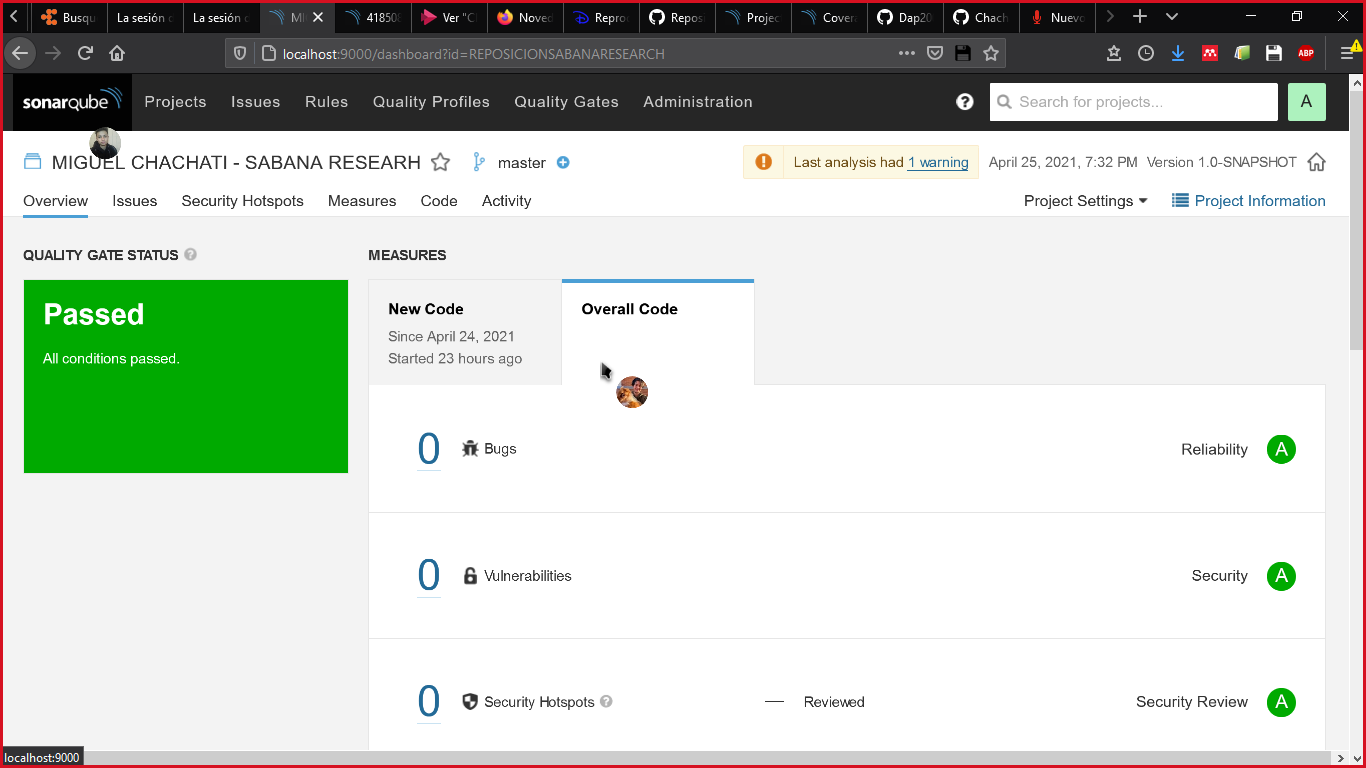 Busqu
La sesión c
La sesión c
MI
41850
Ver "C
Noved
Reproc
Reposi
Projec
Covera
Dap20
Chach
Nuevo
localhost:9000/dashboard?id=REPOSICIONSABANARESEARCH
ABP
sonarqube
Projects
Issues
Rules
Quality Profiles
Quality Gates
Administration
?
Search for projects...
A
MIGUEL CHACHATI - SABANA RESEARH
master
Last analysis had 1 warning
April 25, 2021, 7:32 PM
Version 1.0-SNAPSHOT
Overview
Issues
Security Hotspots
Measures
Code
Activity
Project Settings
Project Information
QUALITY GATE STATUS ?
MEASURES
Passed
All conditions passed.
New Code
Since April 24, 2021
Started 23 hours ago
Overall Code
0 Bugs
Reliability A
0 Vulnerabilities
Security A
0 Security Hotspots ?
— Reviewed
Security Review A
localhost:9000